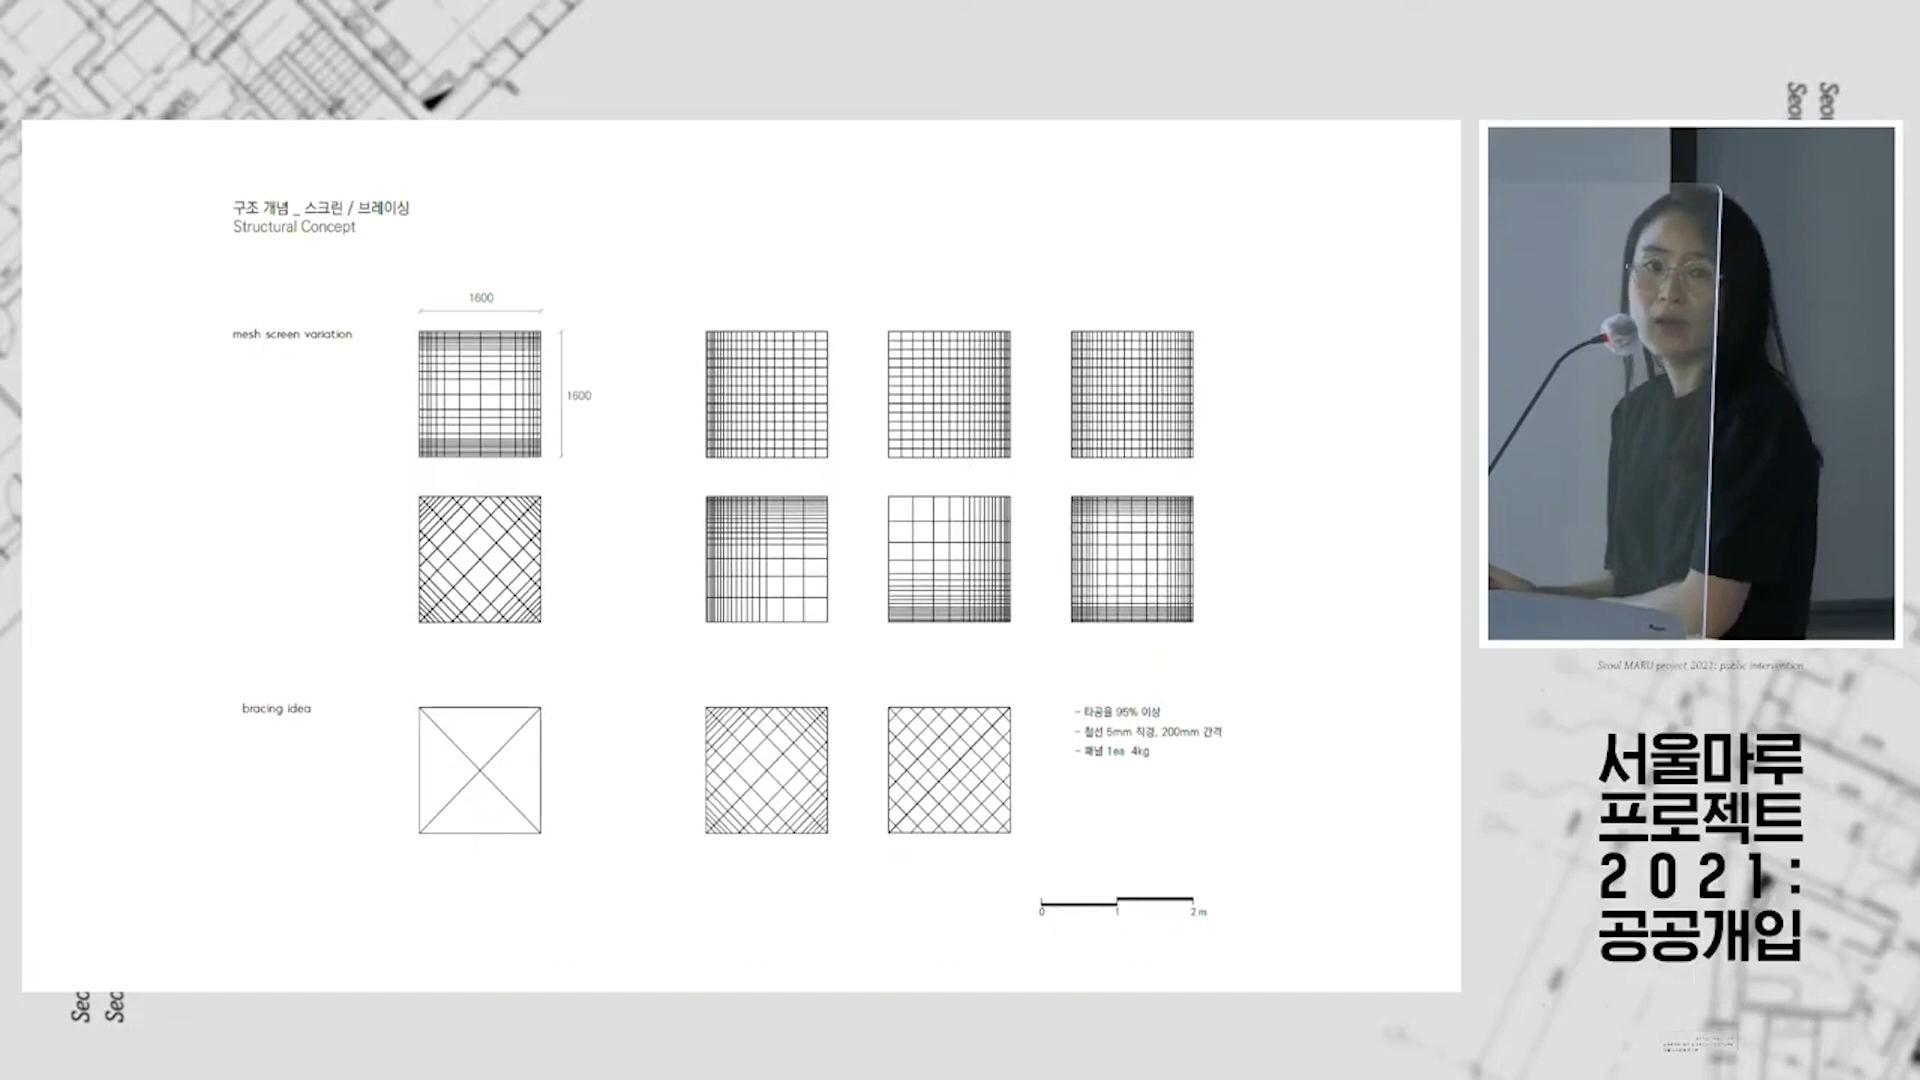 구조 개념 _ 스크린 / 브레이싱
Structural Concept
1600
mesh screen variation
1600
bracing idea
- 타공율 95% 이상
- 철선 5mm 직경, 200mm 간격
- 패널 1ea 4kg
0 1 2 m
Seoul MARU project 2021: public intervention
서울마루
프로젝트
2021:
공공개입